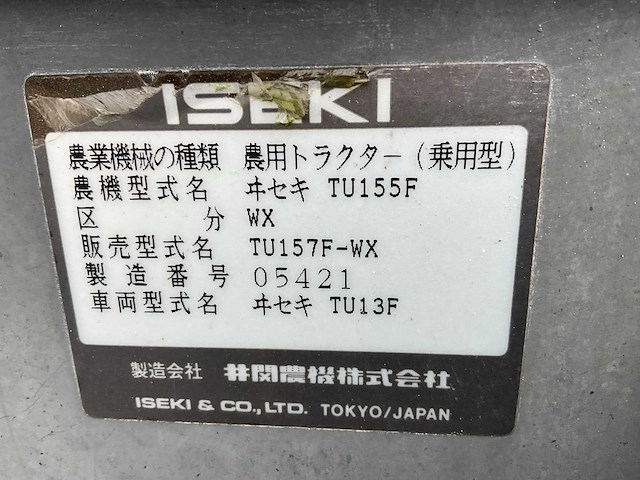 ISEKI
農業機械の種類 農用トラクター(乗用型)
農機型式名 ヰセキ TU155F
区分 WX
販売型式名 TU157F-WX
製造番号 05421
車両型式名 ヰセキ TU13F
製造会社 井関農機株式会社
ISEKI & CO.,LTD. TOKYO/JAPAN